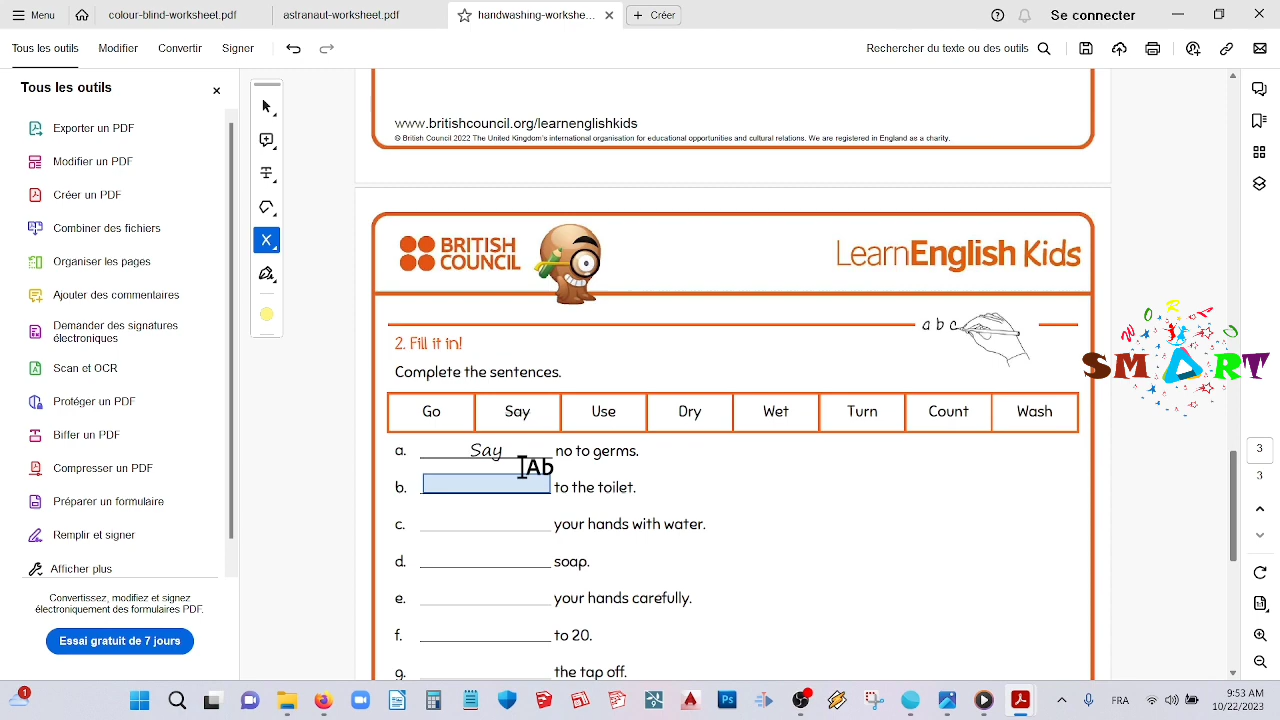 Menu
colour-blind-worksheet.pdf
astranaut-worksheet.pdf
handwashing-workshe...
Créer
Se connecter
Tous les outils
Modifier
Convertir
Signer
Rechercher du texte ou des outils
Tous les outils
Exporter un PDF
Modifier un PDF
Créer un PDF
Combiner des fichiers
Organiser les pages
Ajouter des commentaires
Demander des signatures
électroniques
Scan et OCR
Protéger un PDF
Biffer un PDF
Compresser un PDF
Préparer un formulaire
Remplir et signer
Afficher plus
Convertissez, modifiez et signez
électroniquement des formulaires PDF.
Essai gratuit de 7 jours
www.britishcouncil.org/learnenglishkids
© British Council 2022 The United Kingdom's international organisation for educational opportunities and cultural relations. We are registered in England as a charity.
BRITISH
COUNCIL
LearnEnglish Kids
a b c
2. Fill it in!
Complete the sentences.
Go Say Use Dry Wet Turn Count Wash
a. Say no to germs.
Ab
b. to the toilet.
c. your hands with water.
d. soap.
e. your hands carefully.
f. to 20.
g. the tap off.
WORLD
SMART
3
3
1
FRA
9:53 AM
10/22/2023